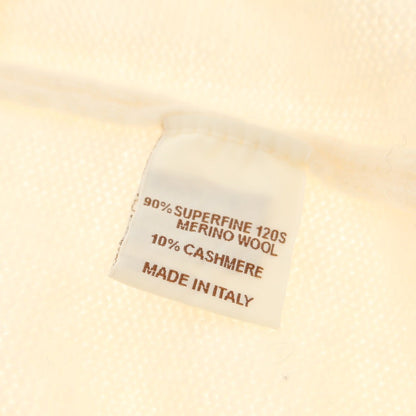 90% SUPERFINE 120S
MERINO WOOL
10% CASHMERE
MADE IN ITALY